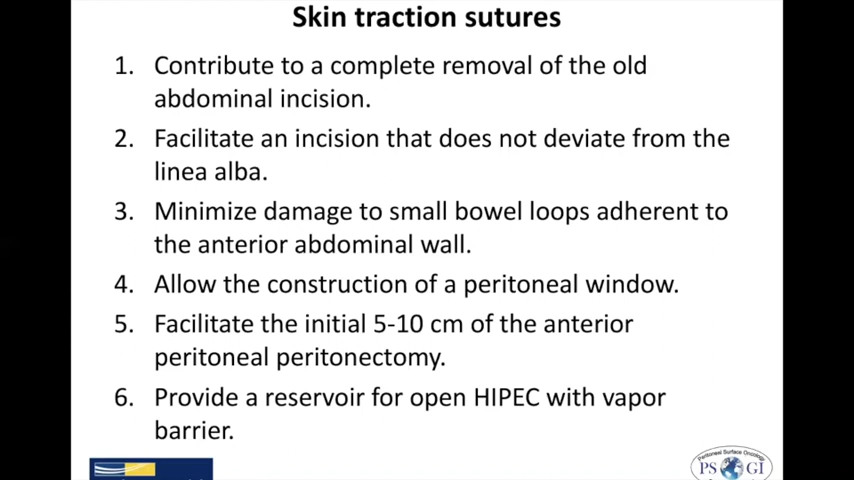 Skin traction sutures
1. Contribute to a complete removal of the old
abdominal incision.
2. Facilitate an incision that does not deviate from the
linea alba.
3. Minimize damage to small bowel loops adherent to
the anterior abdominal wall.
4. Allow the construction of a peritoneal window.
5. Facilitate the initial 5-10 cm of the anterior
peritoneal peritonectomy.
6. Provide a reservoir for open HIPEC with vapor
barrier.
Peritoneal Surface Oncology
PS GI